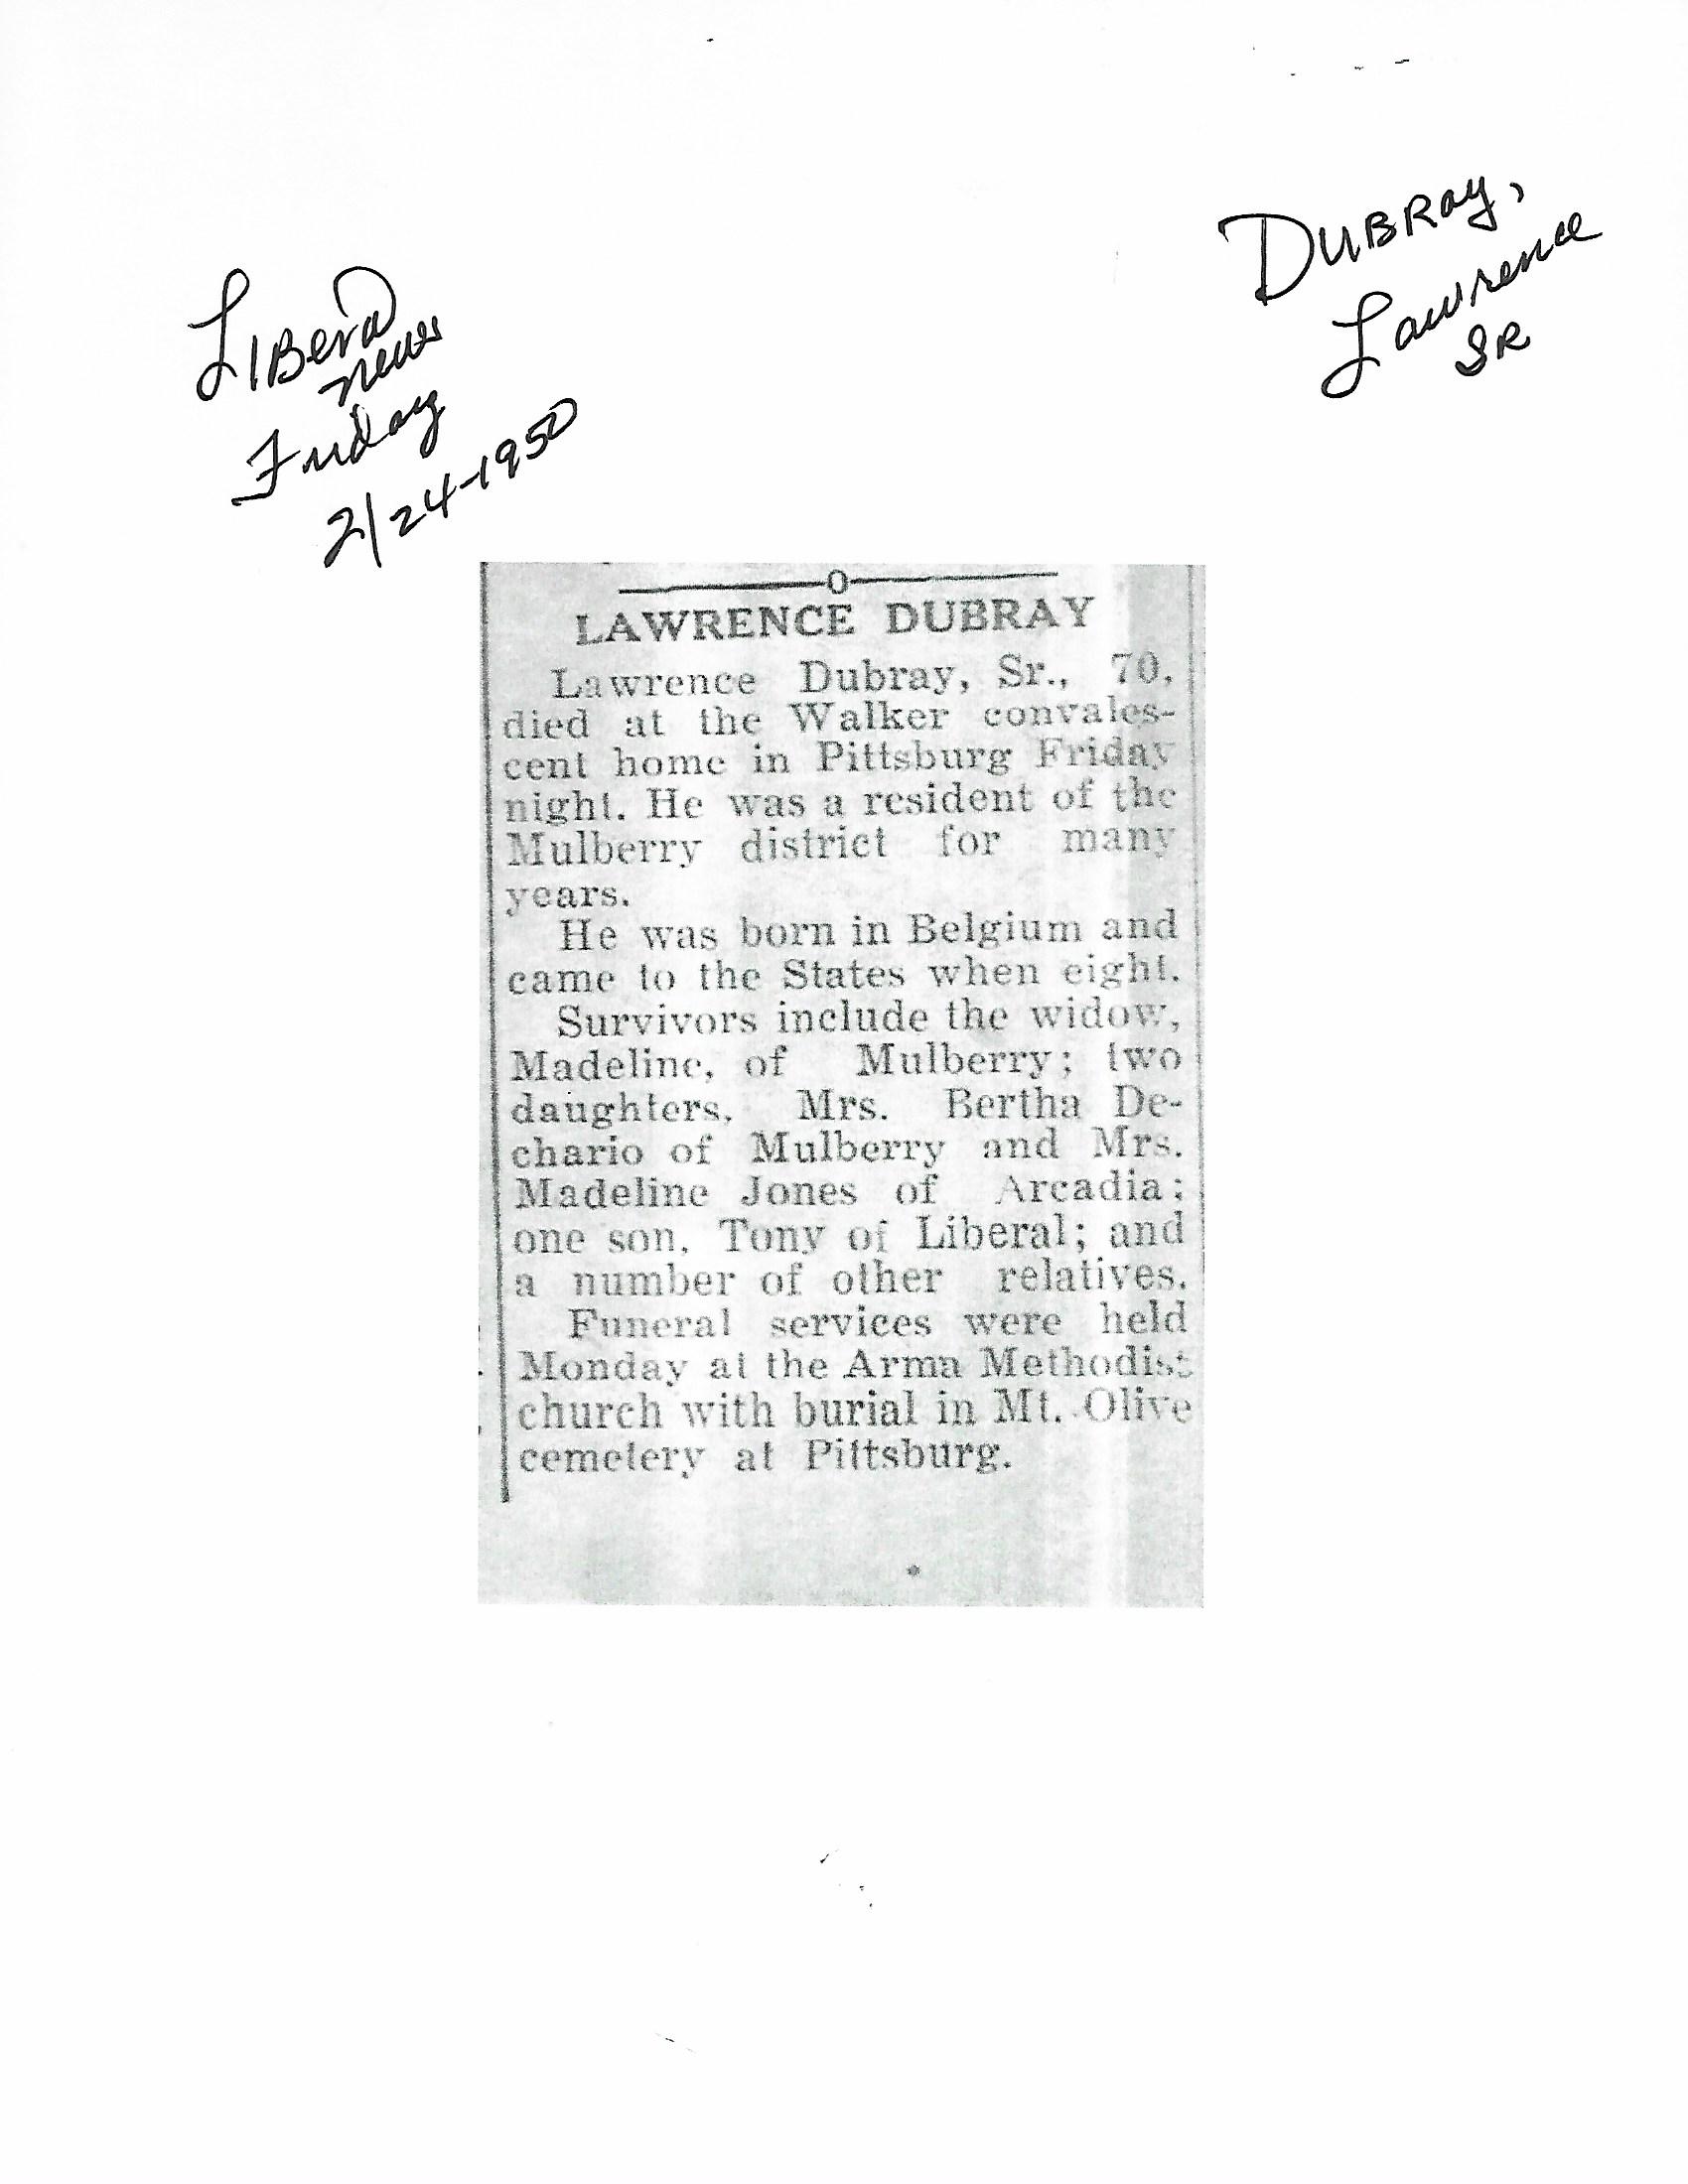 DUBRay,
Lawrence
SR
LIBeral
news
Friday
2/24-1950
LAWRENCE DUBRAY
Lawrence Dubray, Sr., 70,
died at the Walker convales-
cent home in Pittsburg Friday
night. He was a resident of the
Mulberry district for many
years.
He was born in Belgium and
came to the States when eight.
Survivors include the widow,
Madeline, of Mulberry; two
daughters, Mrs. Bertha De-
chario of Mulberry and Mrs.
Madeline Jones of Arcadia;
one son, Tony of Liberal; and
a number of other relatives.
Funeral services were held
Monday at the Arma Methodist
church with burial in Mt. Olive
cemetery at Pittsburg.